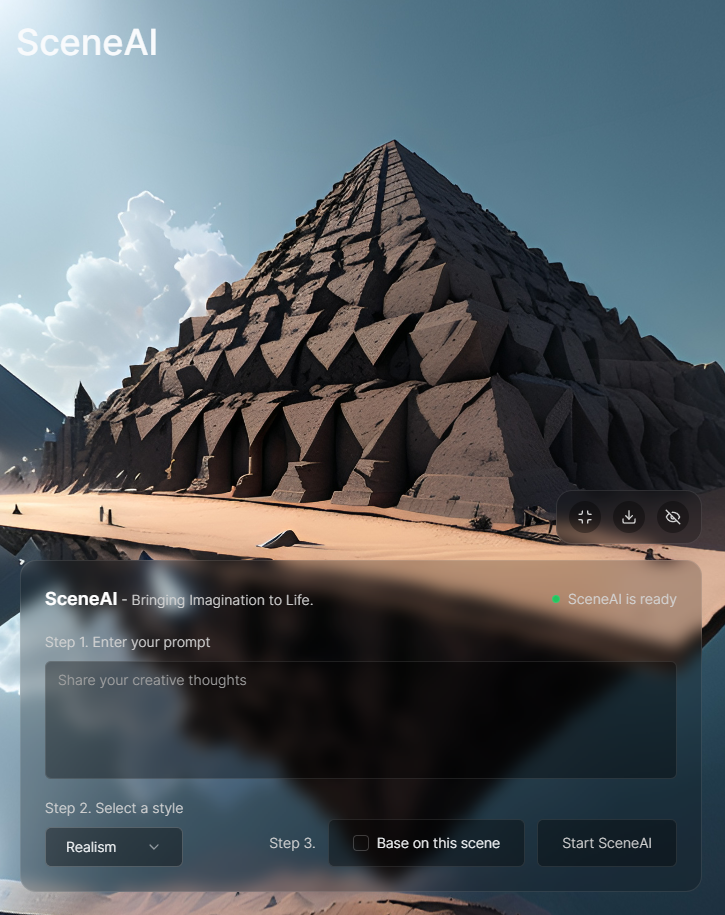 SceneAI
SceneAI - Bringing Imagination to Life.
SceneAI is ready
Step 1. Enter your prompt
Share your creative thoughts
Step 2. Select a style
Realism
Step 3.
Base on this scene
Start SceneAI